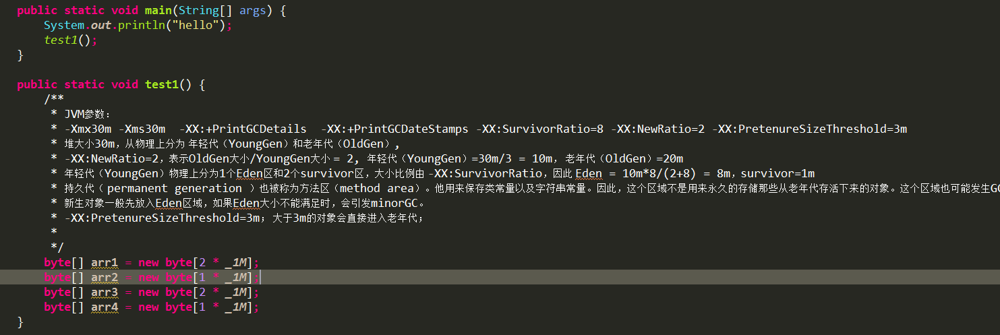 public static void main(String[] args) {
System.out.println("hello");
test1();
}
public static void test1() {
/**
* JVM参数：
* -Xmx30m -Xms30m  -XX:+PrintGCDetails  -XX:+PrintGCDateStamps -XX:SurvivorRatio=8 -XX:NewRatio=2 -XX:PretenureSizeThreshold=3m
* 堆大小30m，从物理上分为 年轻代（YoungGen）和老年代（OldGen），
* -XX:NewRatio=2，表示OldGen大小/YoungGen大小 = 2, 年轻代（YoungGen）=30m/3 = 10m，老年代（OldGen）=20m
* 年轻代（YoungGen）物理上分为1个Eden区和2个survivor区，大小比例由 -XX:SurvivorRatio，因此 Eden = 10m*8/(2+8) = 8m，survivor=1m
* 持久代（ permanent generation ）也被称为方法区（method area）。他用来保存类常量以及字符串常量。因此，这个区域不是用来永久的存储那些从老年代存活下来的对象。这个区域也可能发生GC
* 新生对象一般先放入Eden区域，如果Eden大小不能满足时，会引发minorGC。
* -XX:PretenureSizeThreshold=3m；大于3m的对象会直接进入老年代；
*
*/
byte[] arr1 = new byte[2 * _1M];
byte[] arr2 = new byte[1 * _1M];
byte[] arr3 = new byte[2 * _1M];
byte[] arr4 = new byte[1 * _1M];
}